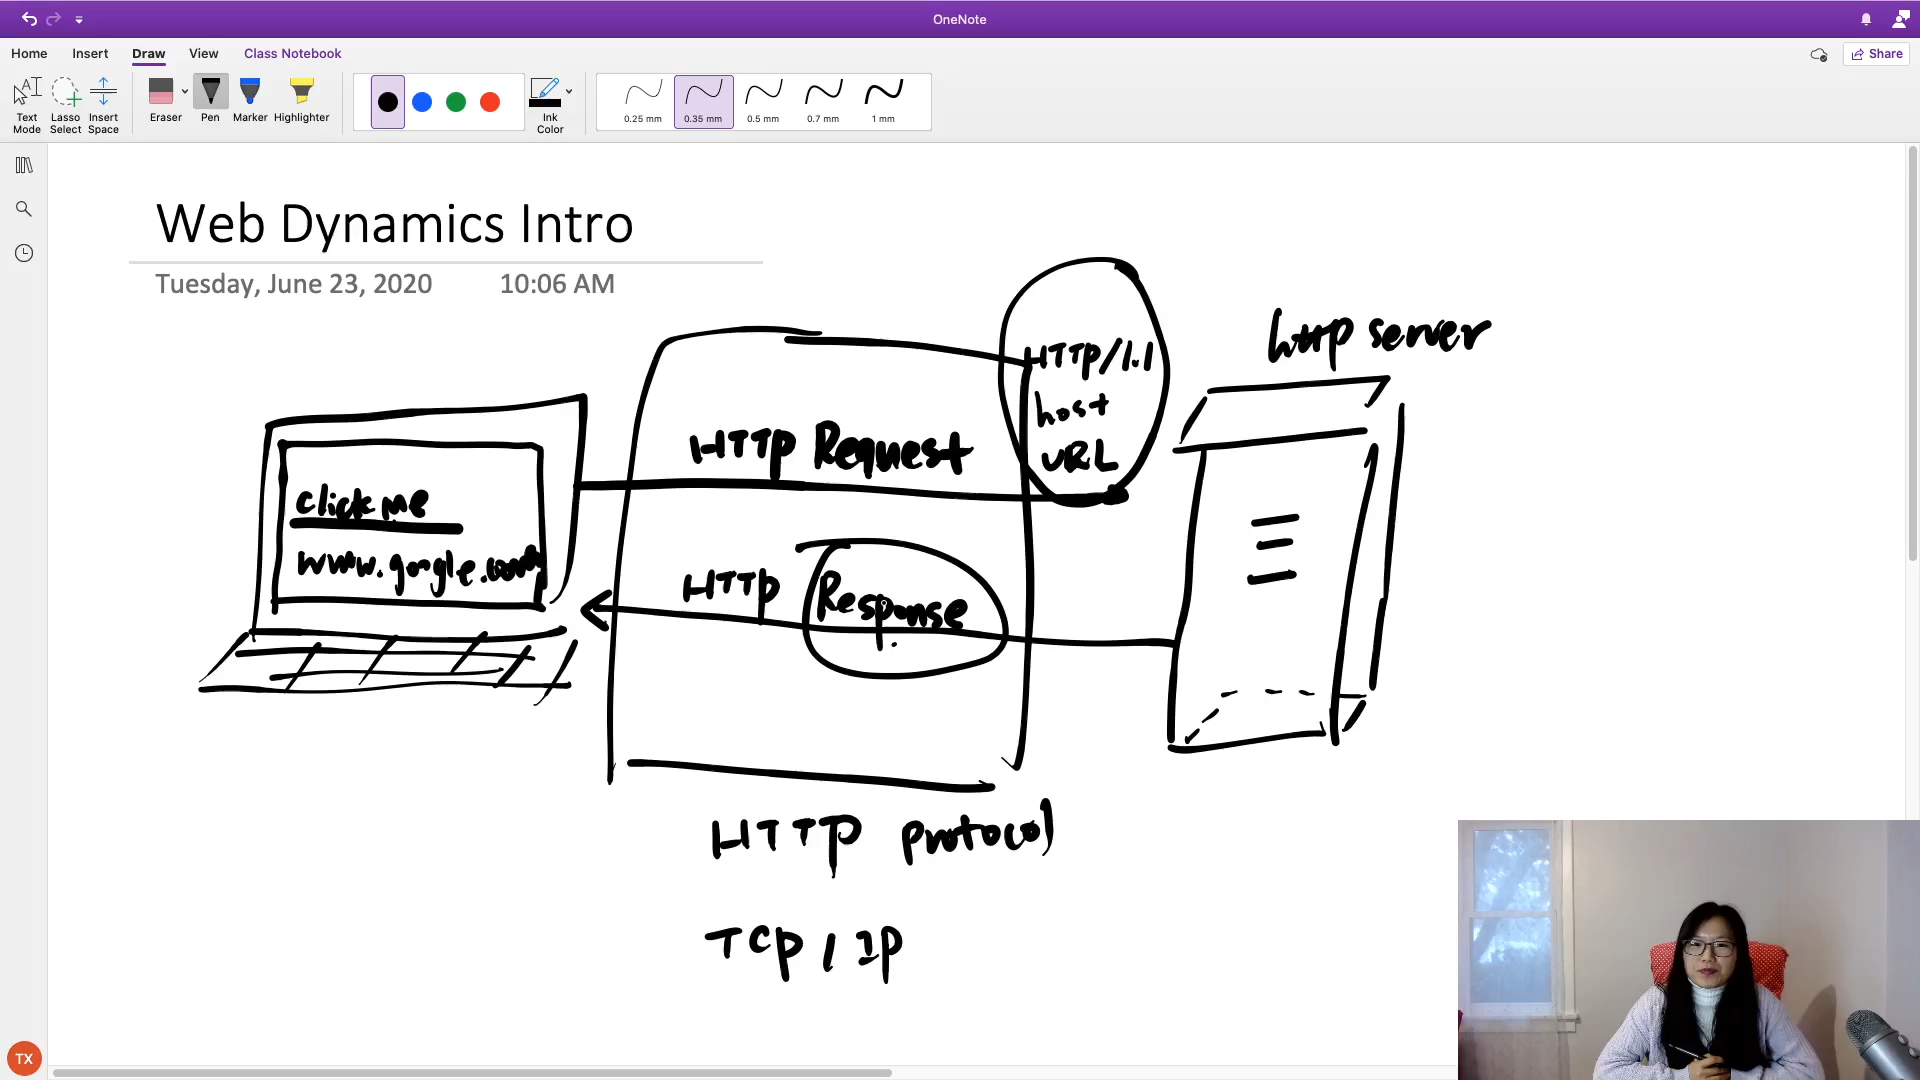 OneNote
Home Insert Draw View Class Notebook
Share
Text Mode
Lasso Select
Insert Space
Eraser
Pen
Marker
Highlighter
Ink Color
0.25 mm
0.35 mm
0.5 mm
0.7 mm
1 mm
Web Dynamics Intro
Tuesday, June 23, 2020 10:06 AM
http server
HTTP/1.1
host
URL
HTTP Request
click me
www.google.com
HTTP Response
HTTP protocol
TCP / IP
TX